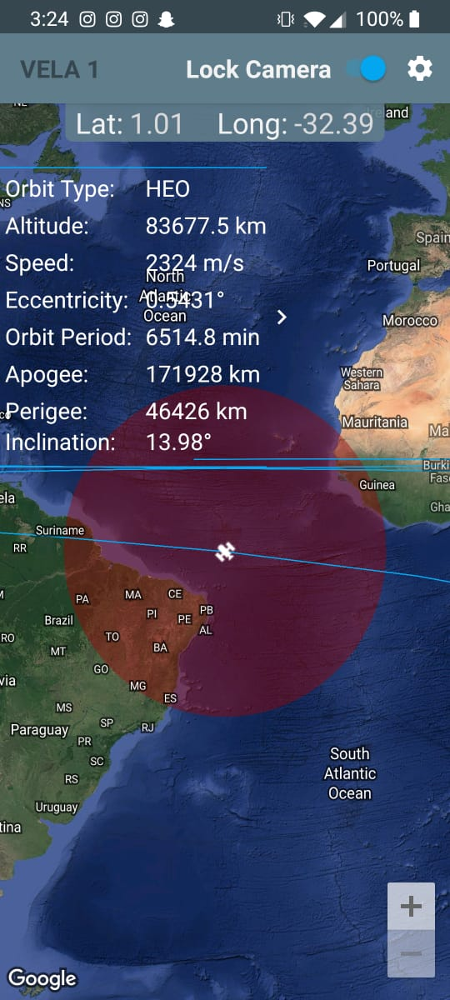 3:24 100%
VELA 1 Lock Camera
Lat: 1.01 Long: -32.39
Ireland
NS
Orbit Type: HEO
Altitude: 83677.5 km
Spain
Speed: 2324 m/s
Portugal
North
Atlantic
Ocean
Eccentricity: 0.5431°
Morocco
Orbit Period: 6514.8 min
Apogee: 171928 km
Western
Sahara
Perigee: 46426 km
Mauritania
Ma
Inclination: 13.98°
Burki
Faso
Guinea
ela
Gha
Suriname
RR
PA MA CE
PI PE PB
Brazil AL
TO
RO MT BA
GO
via MG
ES
MS
SP RJ
Paraguay
PR
SC
South
Atlantic
Ocean
RS
Uruguay
tina
+
−
Google